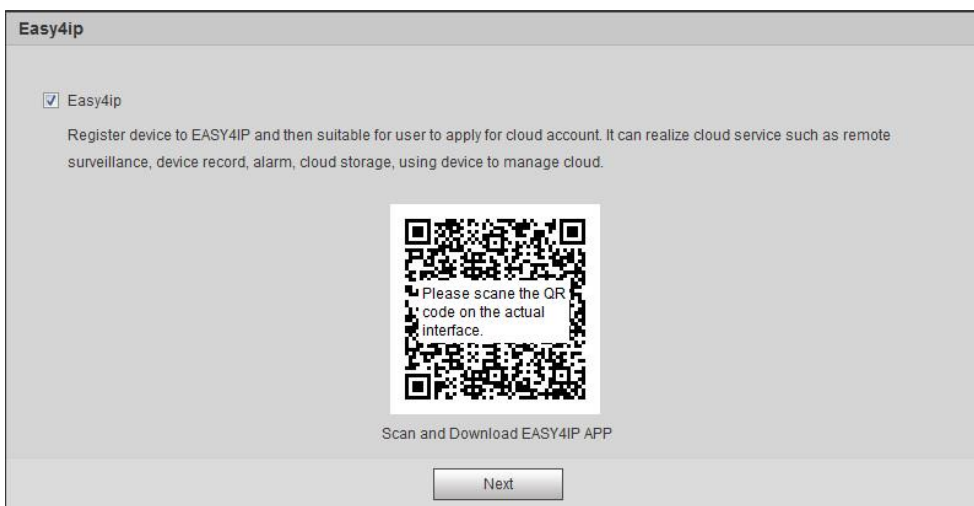 Easy4ip
Easy4ip
Register device to EASY4IP and then suitable for user to apply for cloud account. It can realize cloud service such as remote
surveillance, device record, alarm, cloud storage, using device to manage cloud.
Please scane the QR
code on the actual
interface.
Scan and Download EASY4IP APP
Next